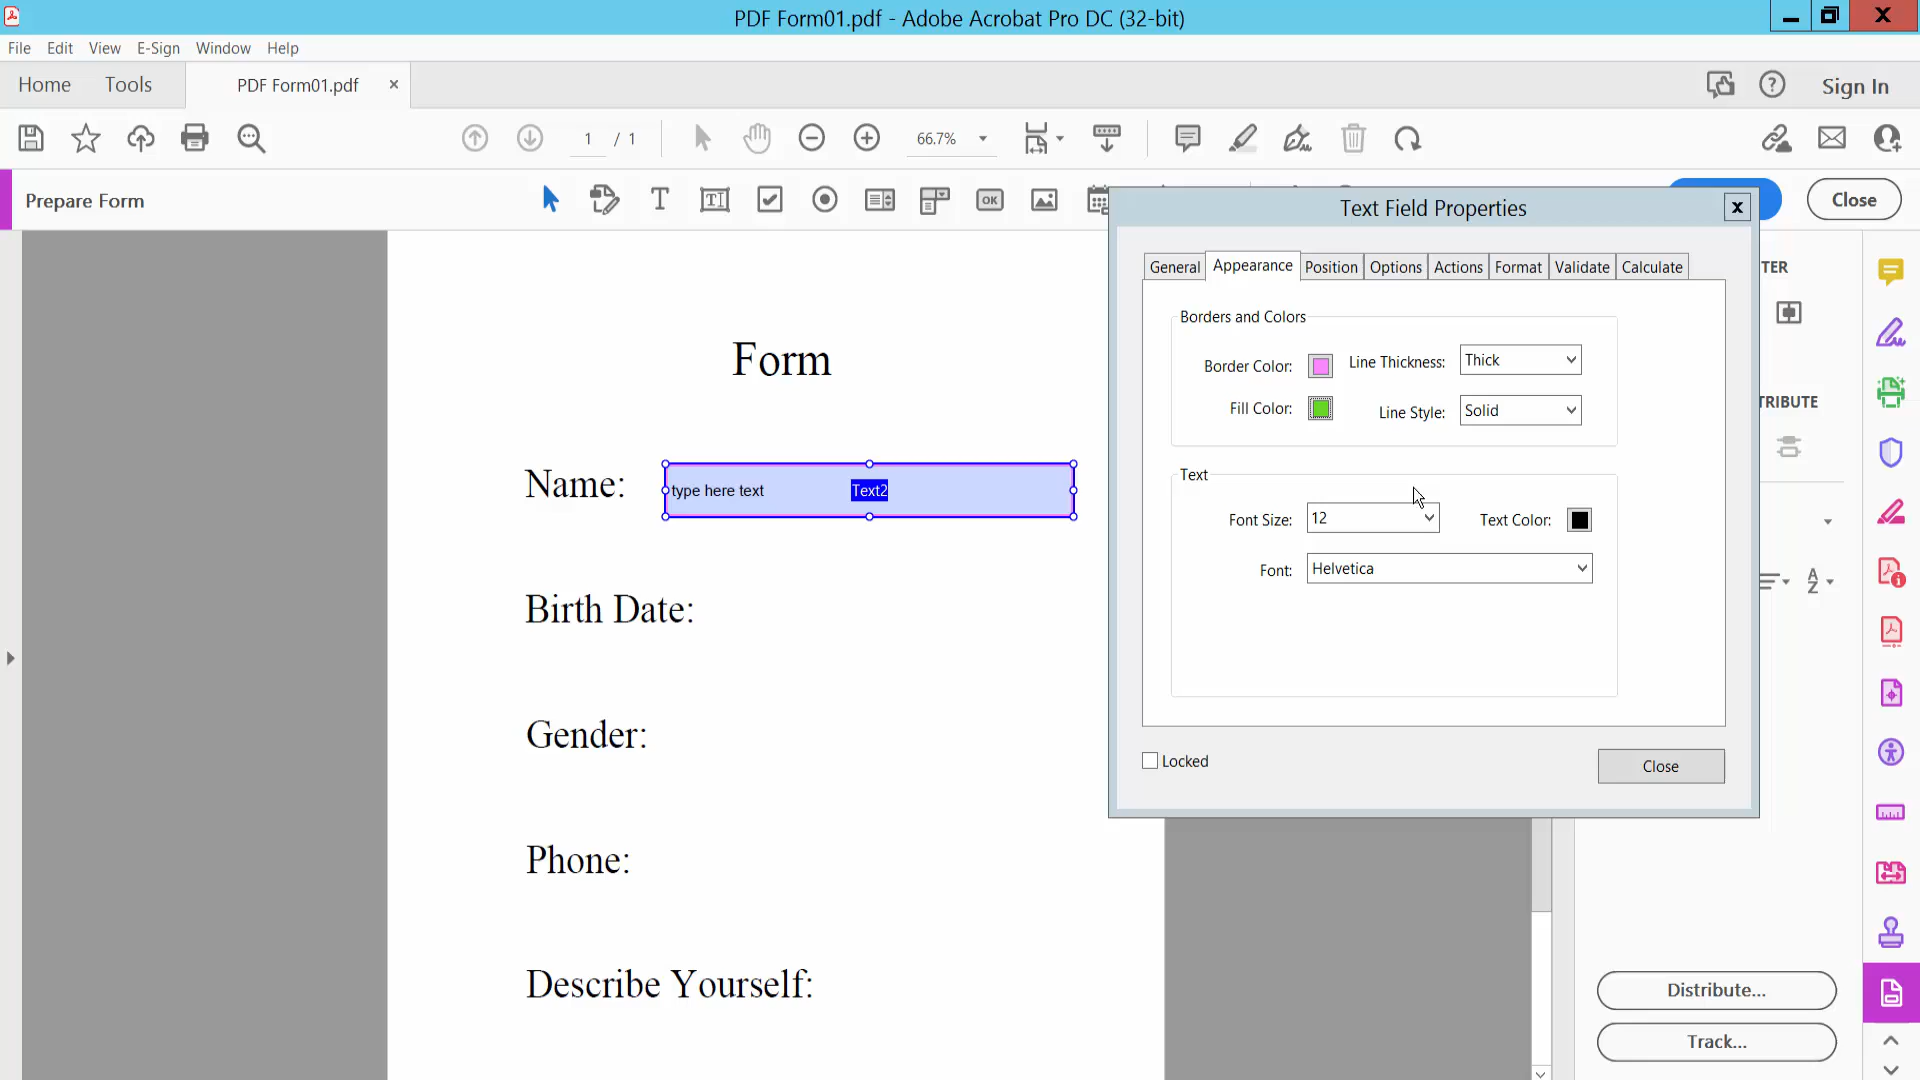 PDF Form01.pdf - Adobe Acrobat Pro DC (32-bit)
File Edit View E-Sign Window Help
Home Tools PDF Form01.pdf × Sign In
1 / 1 66.7%
Prepare Form T TI OK Close
Text Field Properties x
General Appearance Position Options Actions Format Validate Calculate
Borders and Colors
Border Color: Line Thickness: Thick
Fill Color: Line Style: Solid
Text
Font Size: 12 Text Color:
Font: Helvetica
Locked Close
TER
TRIBUTE
A
Z
Form
Name: type here text Text2
Birth Date:
Gender:
Phone:
Describe Yourself:
Distribute...
Track...